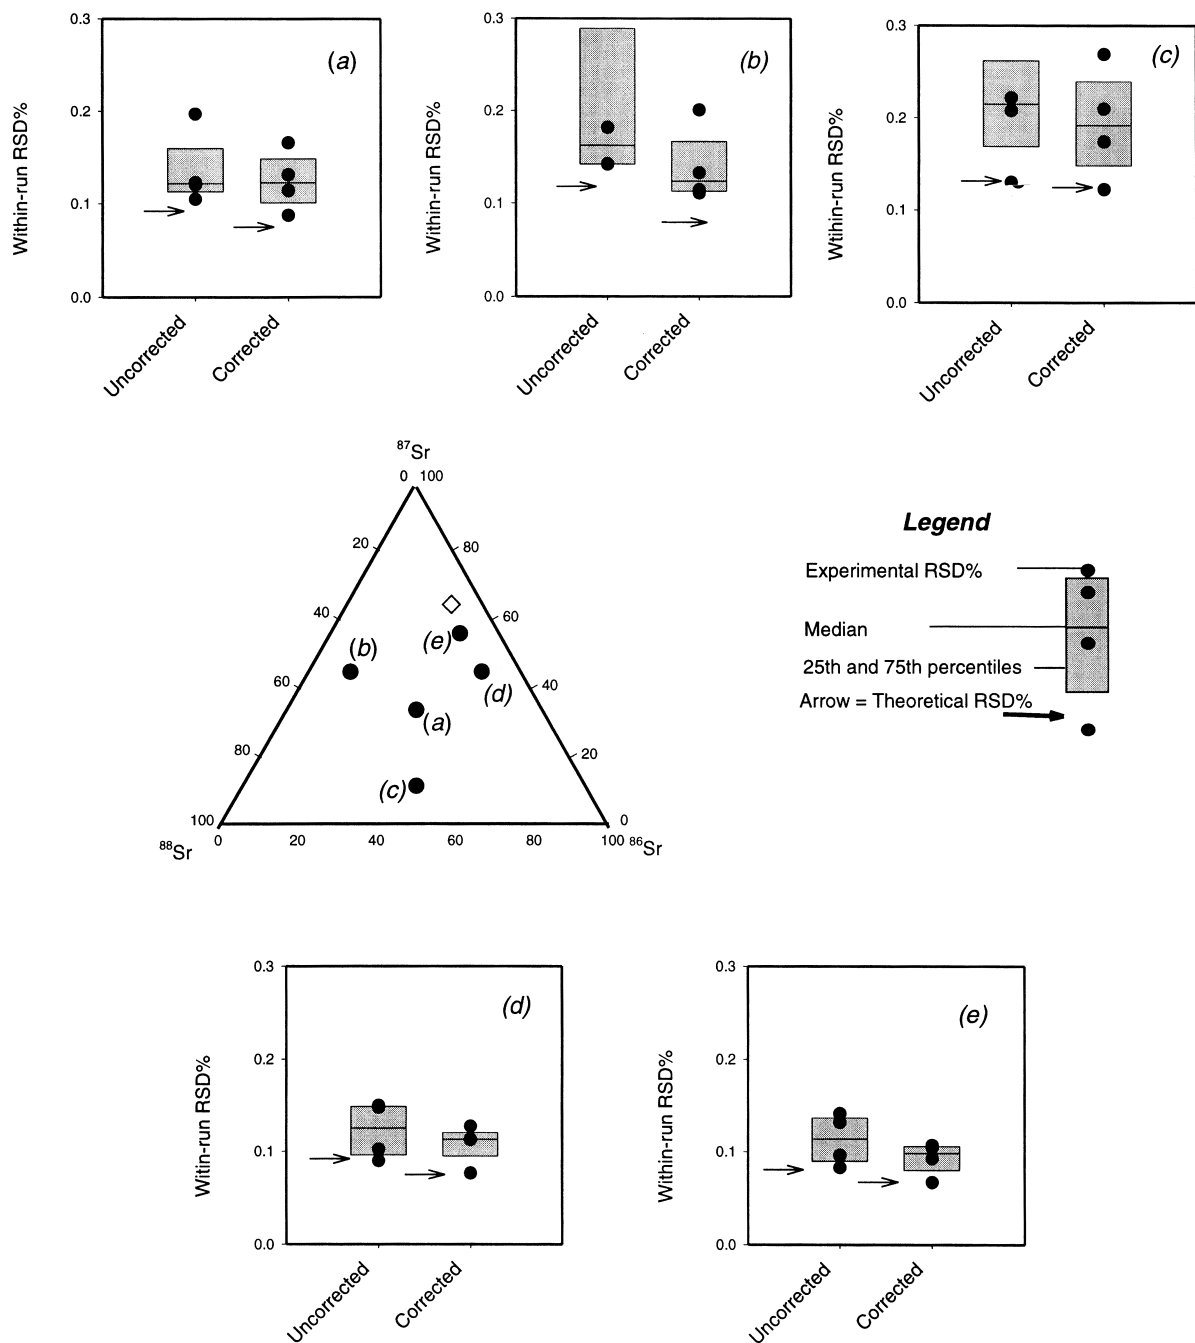 0.3
0.2
0.1
0.0
Within-run RSD%
(a)
Uncorrected
Corrected
0.3
0.2
0.1
0.0
Within-run RSD%
(b)
Uncorrected
Corrected
0.3
0.2
0.1
0.0
Wtihin-run RSD%
(c)
Uncorrected
Corrected
87Sr
0 100
20 80
40 60
60 40
80 20
100 0
(b)
(e)
(d)
(a)
(c)
88Sr
0 20 40 60 80 100
86Sr
Legend
Experimental RSD%
Median
25th and 75th percentiles
Arrow = Theoretical RSD%
0.3
0.2
0.1
0.0
Witin-run RSD%
(d)
Uncorrected
Corrected
0.3
0.2
0.1
0.0
Within-run RSD%
(e)
Uncorrected
Corrected